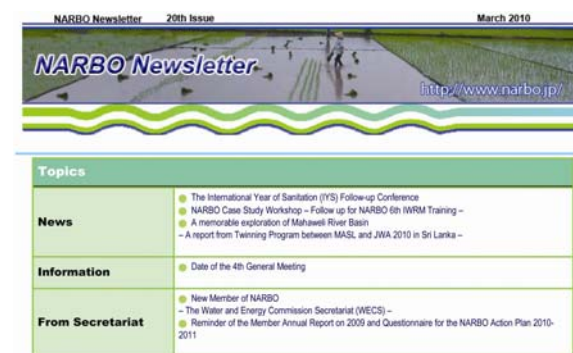 NARBO Newsletter 20th Issue March 2010
NARBO Newsletter
http://www.narbo.jp/
Topics
News
The International Year of Sanitation (IYS) Follow-up Conference
NARBO Case Study Workshop – Follow up for NARBO 6th IWRM Training –
A memorable exploration of Mahaweli River Basin
– A report from Twinning Program between MASL and JWA 2010 in Sri Lanka –
Information
Date of the 4th General Meeting
From Secretariat
New Member of NARBO
– The Water and Energy Commission Secretariat (WECS) –
Reminder of the Member Annual Report on 2009 and Questionnaire for the NARBO Action Plan 2010-
2011